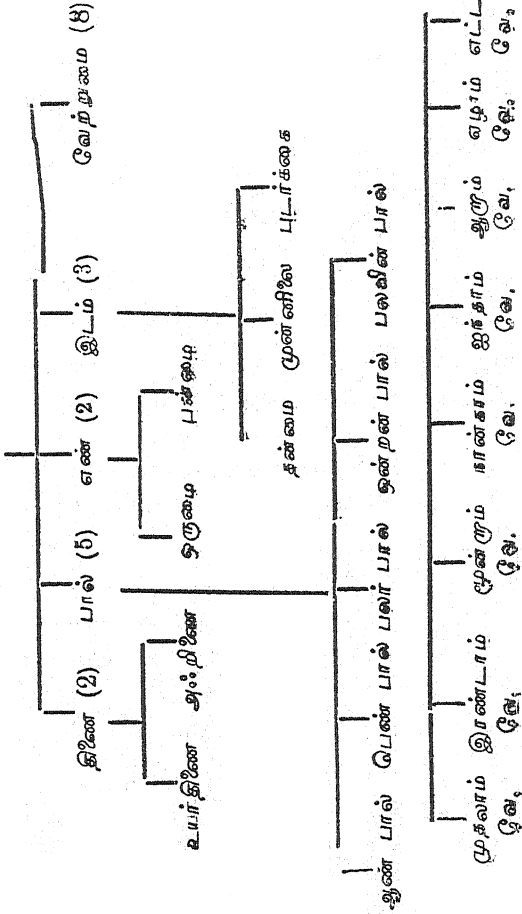 திணை (2) பால் (5) எண் (2) இடம் (3) வேற்றுமை (8)
உயர்திணை அஃறிணை ஒருமை பன்மை
தன்மை முன்னிலை படர்க்கை
ஆண் பால் பெண் பால் பலர் பால் ஒன்றன் பால் பலவின் பால்
முதலாம் இரண்டாம் மூன்றாம் நான்காம் ஐந்தாம் ஆறாம் ஏழாம் எட்டா
வே. வே. வே. வே. வே. வே. வே. வே.